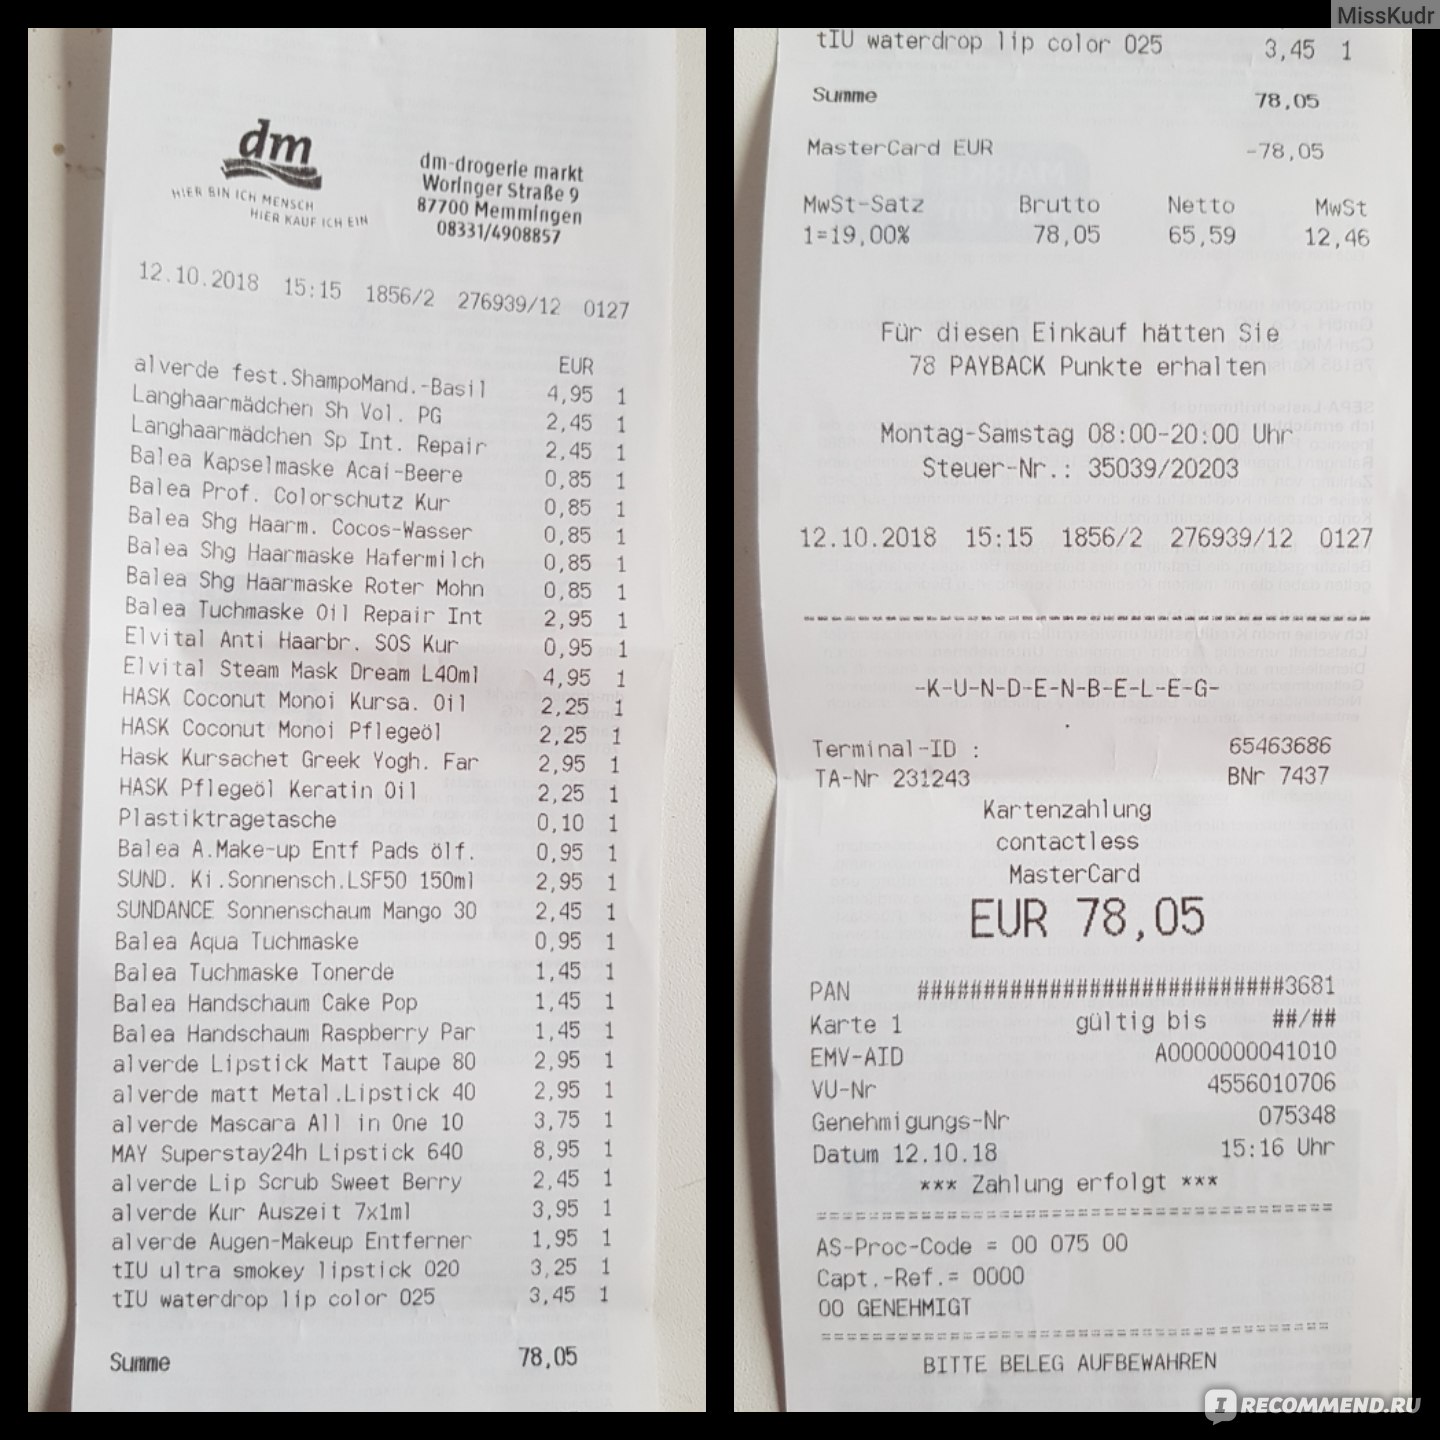 MissKudr
dm
HIER BIN ICH MENSCH
HIER KAUF ICH EIN
dm-drogerie markt
Woringer Straße 9
87700 Memmingen
08331/4908857
12.10.2018 15:15 1856/2 276939/12 0127
EUR
alverde fest.ShampoMand.-Basil 4,95 1
Langhaarmädchen Sh Vol. PG 2,45 1
Langhaarmädchen Sp Int. Repair 2,45 1
Balea Kapselmaske Acai-Beere 0,85 1
Balea Prof. Colorschutz Kur 0,85 1
Balea Shg Haarm. Cocos-Wasser 0,85 1
Balea Shg Haarmaske Hafermilch 0,85 1
Balea Shg Haarmaske Roter Mohn 0,85 1
Balea Tuchmaske Oil Repair Int 2,95 1
Elvital Anti Haarbr. SOS Kur 0,95 1
Elvital Steam Mask Dream L40ml 4,95 1
HASK Coconut Monoi Kursa. Oil 2,25 1
HASK Coconut Monoi Pflegeöl 2,25 1
Hask Kursachet Greek Yogh. Far 2,95 1
HASK Pflegeöl Keratin Oil 2,25 1
Plastiktragetasche 0,10 1
Balea A.Make-up Entf Pads ölf. 0,95 1
SUND. Ki.Sonnensch.LSF50 150ml 2,95 1
SUNDANCE Sonnenschaum Mango 30 2,45 1
Balea Aqua Tuchmaske 0,95 1
Balea Tuchmaske Tonerde 1,45 1
Balea Handschaum Cake Pop 1,45 1
Balea Handschaum Raspberry Par 1,45 1
alverde Lipstick Matt Taupe 80 2,95 1
alverde matt Metal.Lipstick 40 2,95 1
alverde Mascara All in One 10 3,75 1
MAY Superstay24h Lipstick 640 8,95 1
alverde Lip Scrub Sweet Berry 2,45 1
alverde Kur Auszeit 7x1ml 3,95 1
alverde Augen-Makeup Entferner 1,95 1
tIU ultra smokey lipstick 020 3,25 1
tIU waterdrop lip color 025 3,45 1
Summe 78,05
tIU waterdrop lip color 025 3,45 1
Summe 78,05
MasterCard EUR -78,05
MwSt-Satz Brutto Netto MwSt
1=19,00% 78,05 65,59 12,46
Für diesen Einkauf hätten Sie
78 PAYBACK Punkte erhalten
Montag-Samstag 08:00-20:00 Uhr
Steuer-Nr.: 35039/20203
12.10.2018 15:15 1856/2 276939/12 0127
-K-U-N-D-E-N-B-E-L-E-G-
Terminal-ID : 65463686
TA-Nr 231243 BNr 7437
Kartenzahlung
contactless
MasterCard
EUR 78,05
PAN ############################3681
Karte 1 gültig bis ##/##
EMV-AID A0000000041010
VU-Nr 4556010706
Genehmigungs-Nr 075348
Datum 12.10.18 15:16 Uhr
*** Zahlung erfolgt ***
AS-Proc-Code = 00 075 00
Capt.-Ref.= 0000
00 GENEHMIGT
BITTE BELEG AUFBEWAHREN
IRECOMMEND.RU